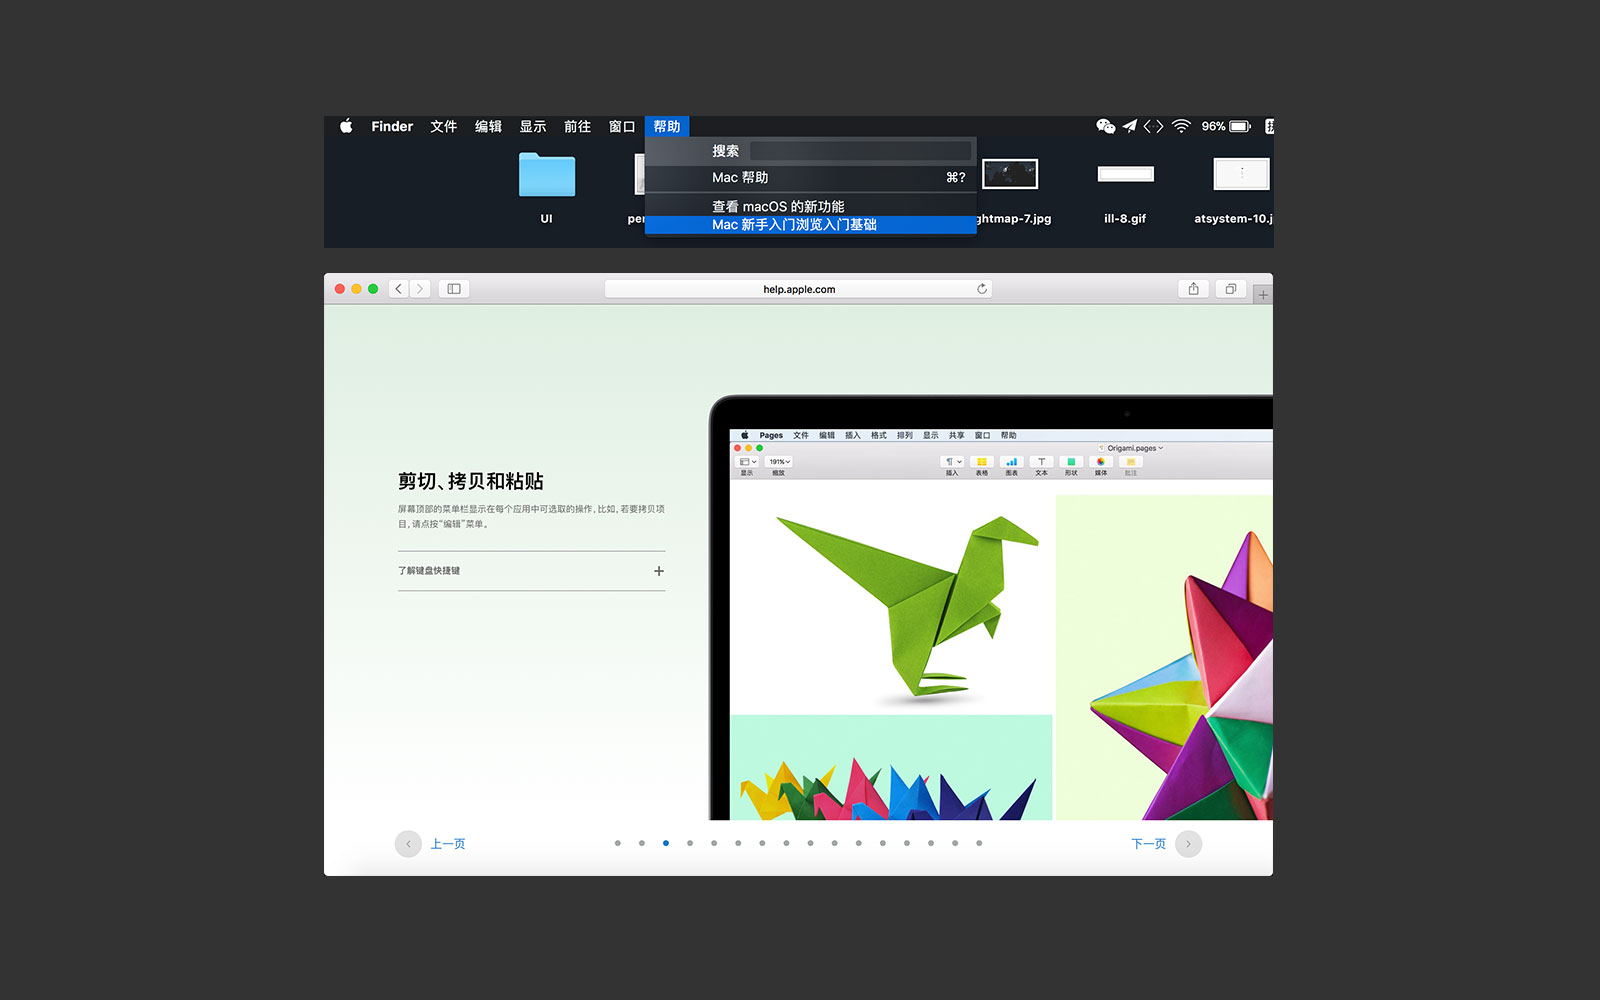 Finder 文件 编辑 显示 前往 窗口 帮助 96%
搜索
Mac 帮助 ⌘?
查看 macOS 的新功能
Mac 新手入门浏览入门基础
UI
ghtmap-7.jpg
ill-8.gif
atsystem-10.j
help.apple.com
剪切、拷贝和粘贴
屏幕顶部的菜单栏显示在每个应用中可选取的操作。比如,若要拷贝项
目,请点按“编辑”菜单。
了解键盘快捷键 +
Pages 文件 编辑 插入 格式 排列 显示 共享 窗口 帮助
Origami.pages
191%
显示 缩放 插入 表格 图表 文本 形状 媒体 批注
上一页
下一页